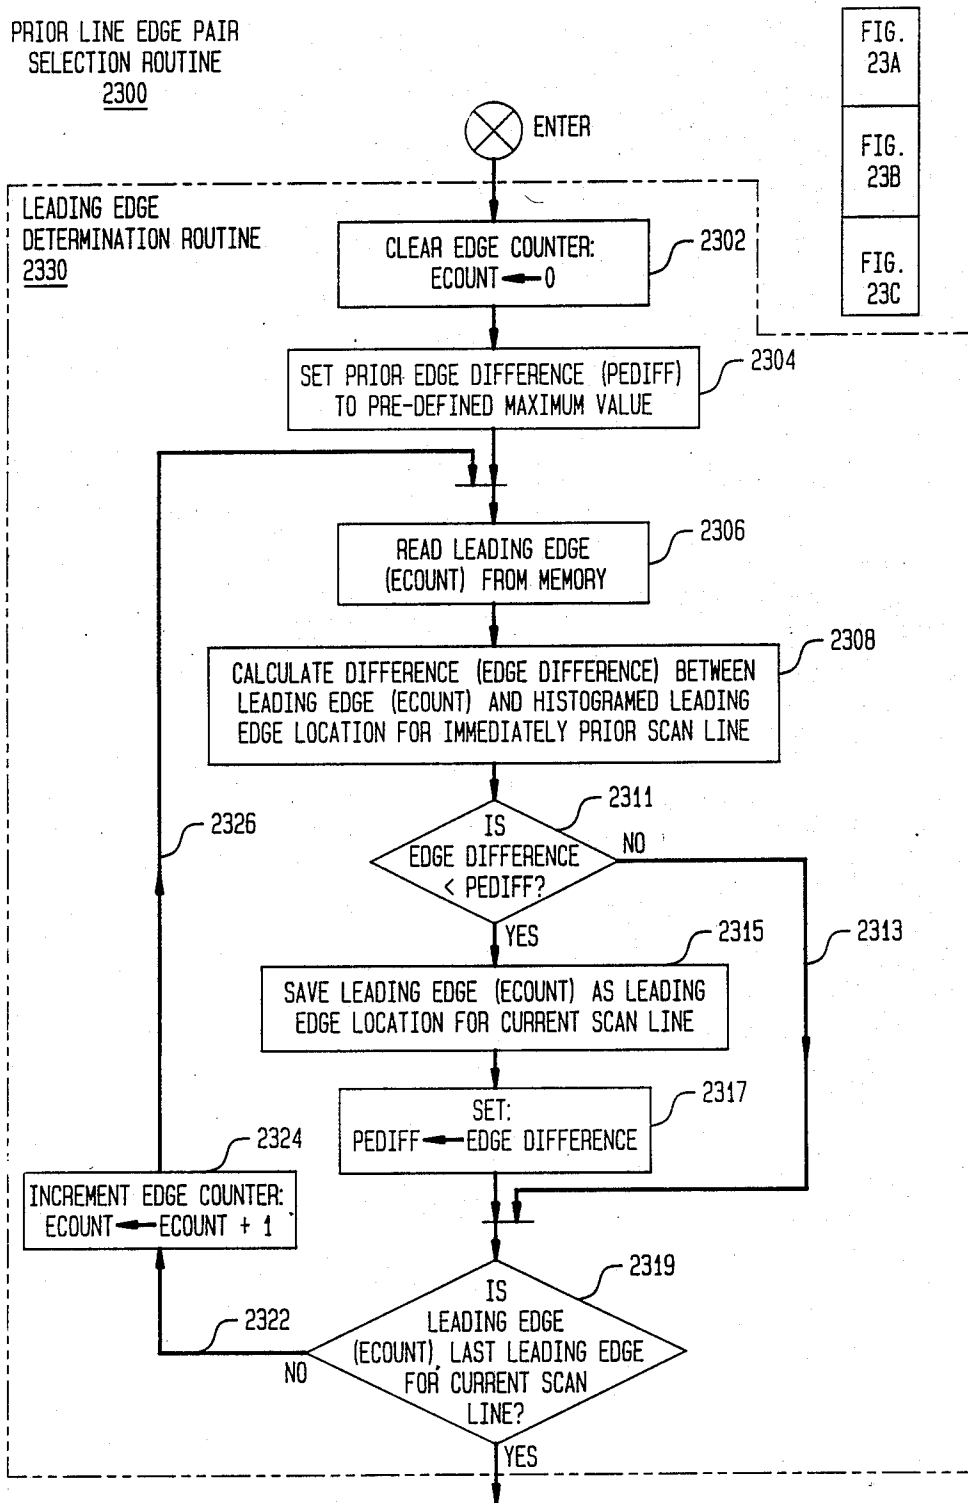 PRIOR LINE EDGE PAIR
SELECTION ROUTINE
2300
FIG.
23A
FIG.
23B
FIG.
23C
ENTER
LEADING EDGE
DETERMINATION ROUTINE
2330
CLEAR EDGE COUNTER:
ECOUNT ← 0
2302
SET PRIOR EDGE DIFFERENCE (PEDIFF)
TO PRE-DEFINED MAXIMUM VALUE
2304
READ LEADING EDGE
(ECOUNT) FROM MEMORY
2306
CALCULATE DIFFERENCE (EDGE DIFFERENCE) BETWEEN
LEADING EDGE (ECOUNT) AND HISTOGRAMED LEADING
EDGE LOCATION FOR IMMEDIATELY PRIOR SCAN LINE
2308
IS
EDGE DIFFERENCE
< PEDIFF?
2311
NO
YES
2326
2313
SAVE LEADING EDGE (ECOUNT) AS LEADING
EDGE LOCATION FOR CURRENT SCAN LINE
2315
SET:
PEDIFF ← EDGE DIFFERENCE
2317
INCREMENT EDGE COUNTER:
ECOUNT ← ECOUNT + 1
2324
IS
LEADING EDGE
(ECOUNT), LAST LEADING EDGE
FOR CURRENT SCAN
LINE?
2319
2322
NO
YES